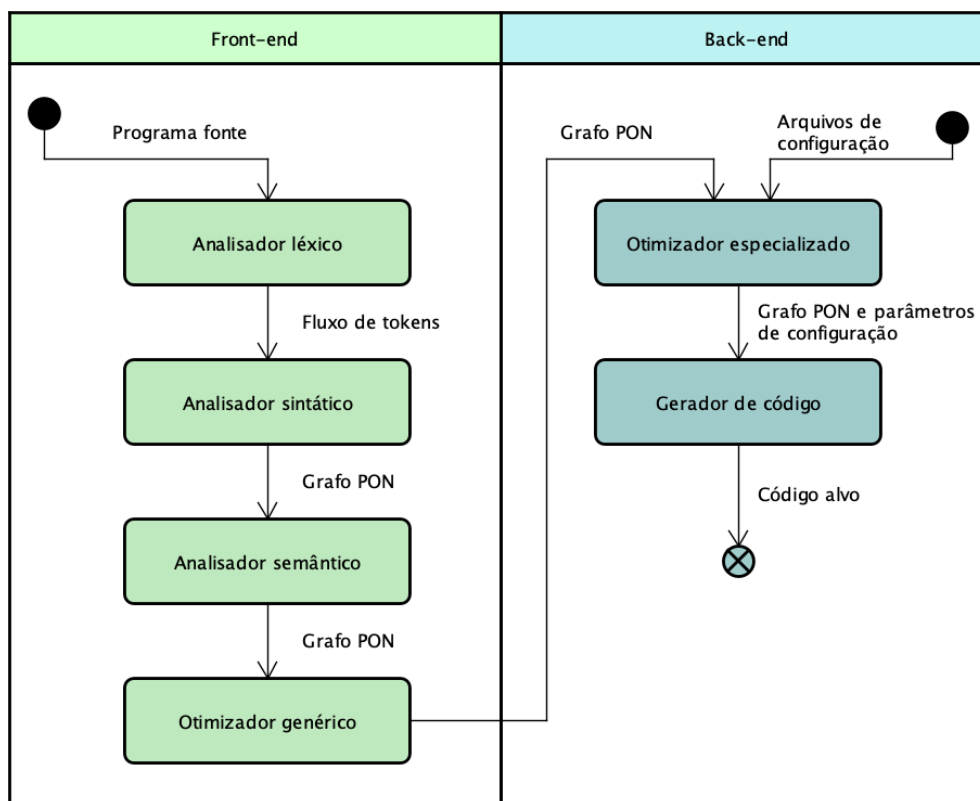 Front-end
Back-end
Programa fonte
Analisador léxico
Fluxo de tokens
Analisador sintático
Grafo PON
Analisador semântico
Grafo PON
Otimizador genérico
Grafo PON
Arquivos de
configuração
Otimizador especializado
Grafo PON e parâmetros
de configuração
Gerador de código
Código alvo